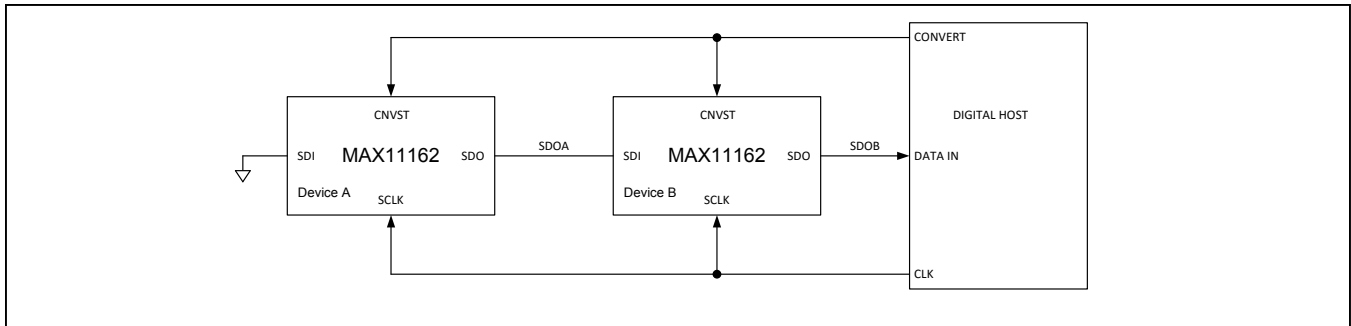 CONVERT
CNVST
CNVST
DIGITAL HOST
SDI MAX11162 SDO
SDOA
SDI MAX11162 SDO
SDOB
DATA IN
Device A
Device B
SCLK
SCLK
CLK